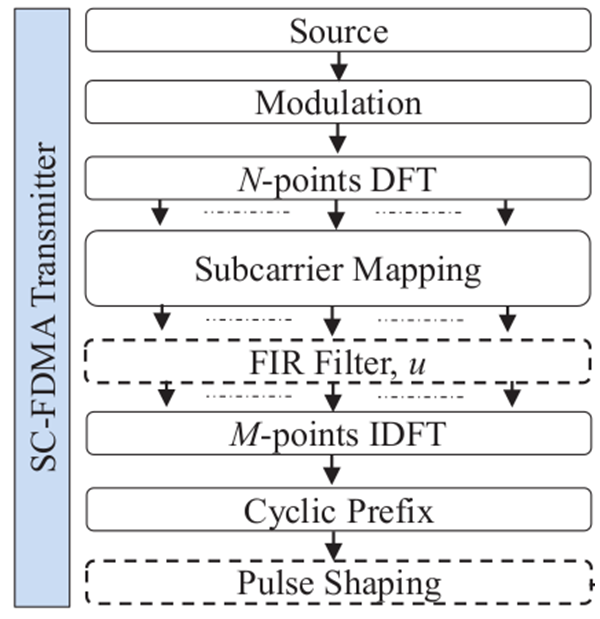 SC-FDMA Transmitter
Source
Modulation
N-points DFT
Subcarrier Mapping
FIR Filter, u
M-points IDFT
Cyclic Prefix
Pulse Shaping